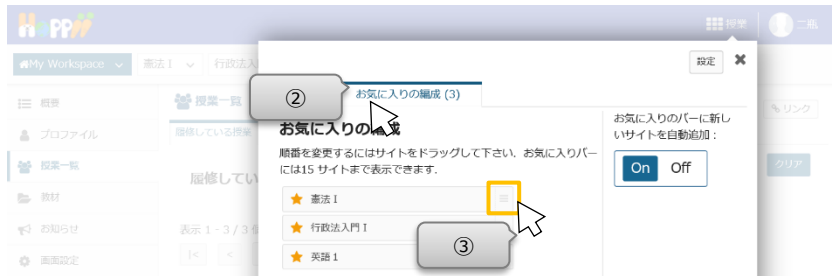 Hoppii
授業
二瓶
My Workspace
憲法 I
行政法入
設定
概要
授業一覧
②
お気に入りの編成 (3)
リンク
プロファイル
履修している授業
お気に入りの編成
お気に入りのバーに新し
いサイトを自動追加：
順番を変更するにはサイトをドラッグして下さい．お気に入りバー
には15 サイトまで表示できます．
授業一覧
履修してい
On Off
クリア
憲法 I
教材
お知らせ
表示 1 - 3 / 3
行政法入門 I
③
画面設定
|< <
英語 1